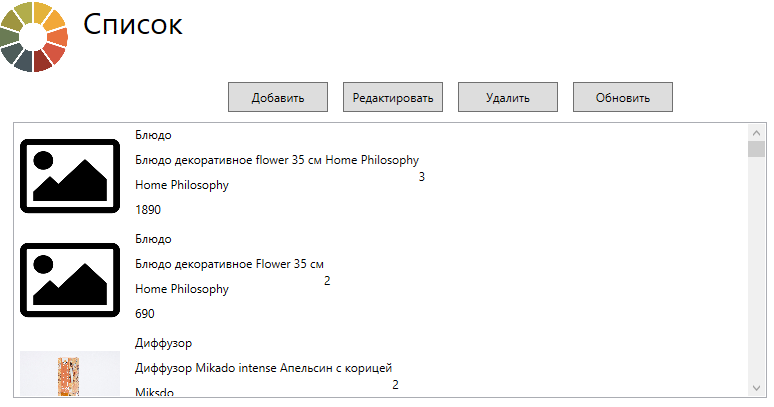 Список
Добавить
Редактировать
Удалить
Обновить
Блюдо
Блюдо декоративное flower 35 см Home Philosophy
3
Home Philosophy
1890
Блюдо
Блюдо декоративное Flower 35 см
2
Home Philosophy
690
Диффузор
Диффузор Mikado intense Апельсин с корицей
2
Miksdo